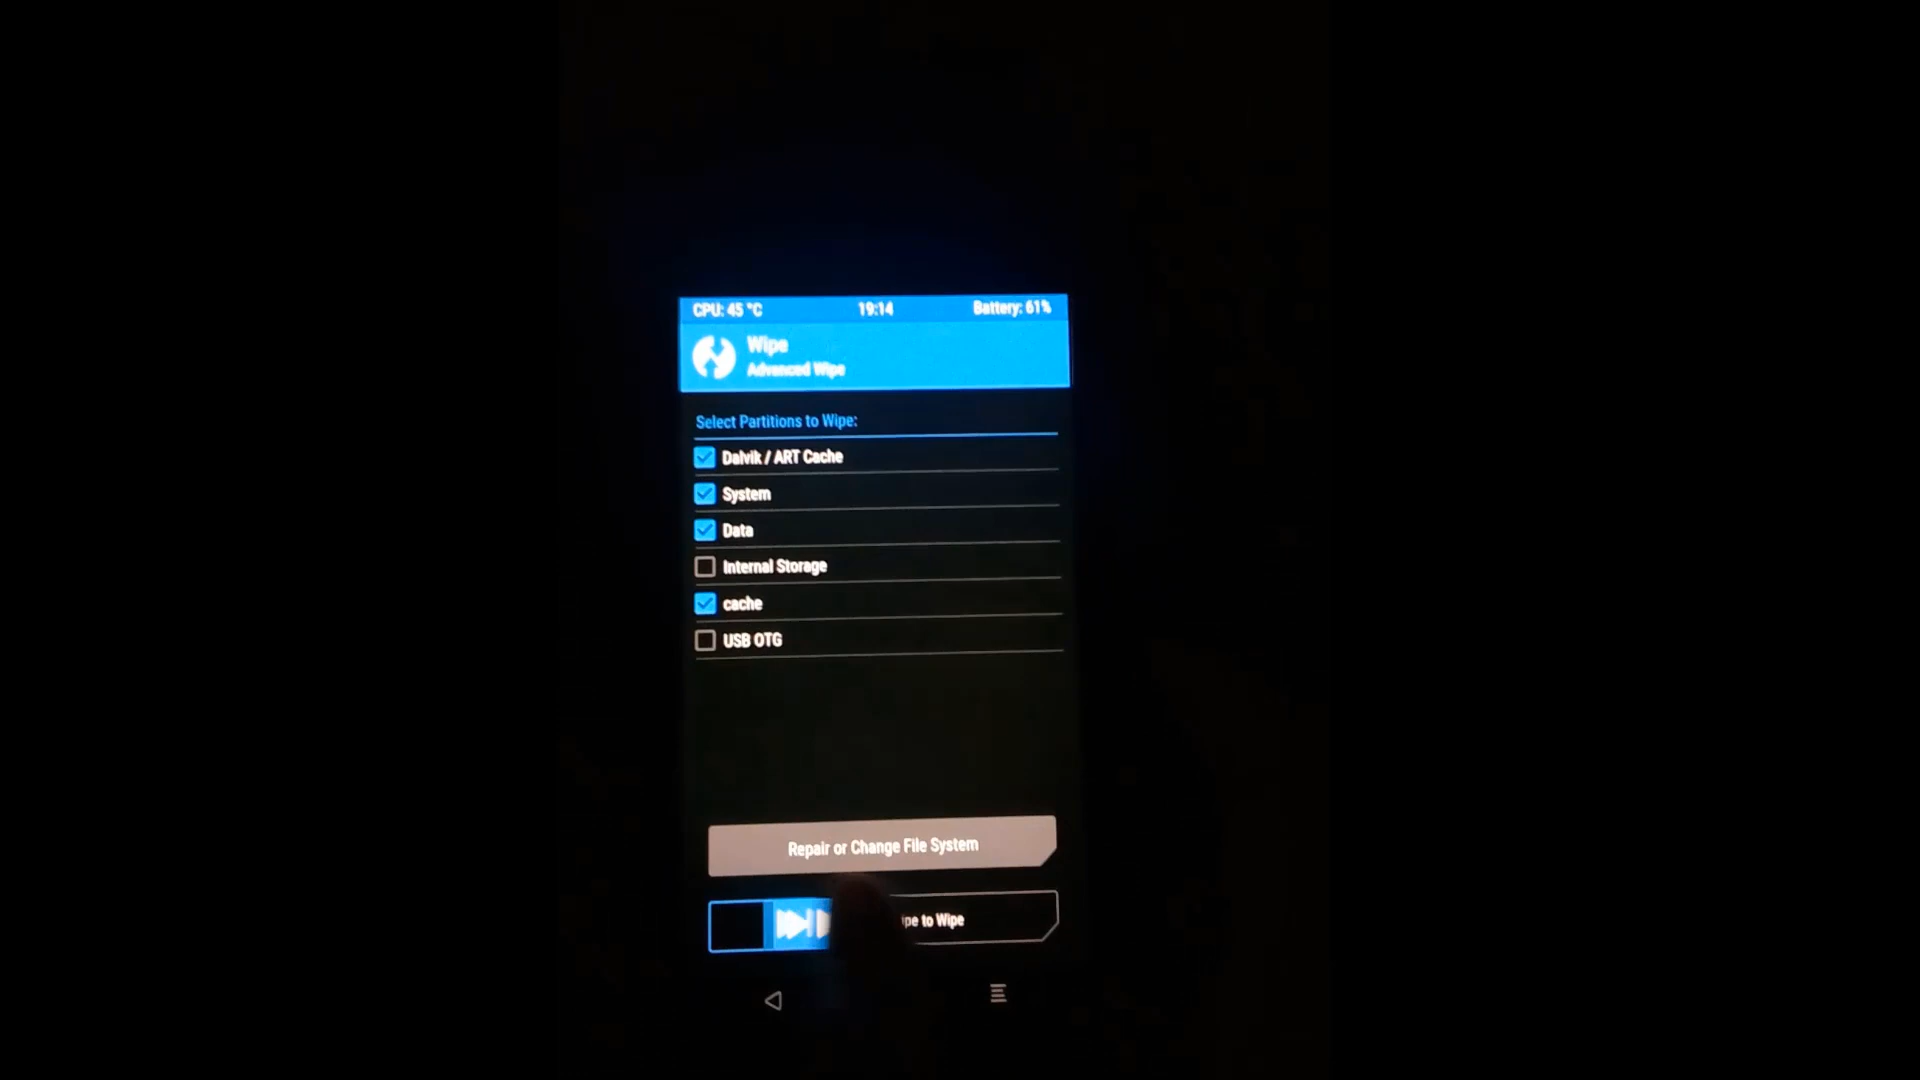 CPU: 45 °C 19:14 Battery: 61%
Wipe
Advanced Wipe
Select Partitions to Wipe:
Dalvik / ART Cache
System
Data
Internal Storage
cache
USB OTG
Repair or Change File System
ipe to Wipe